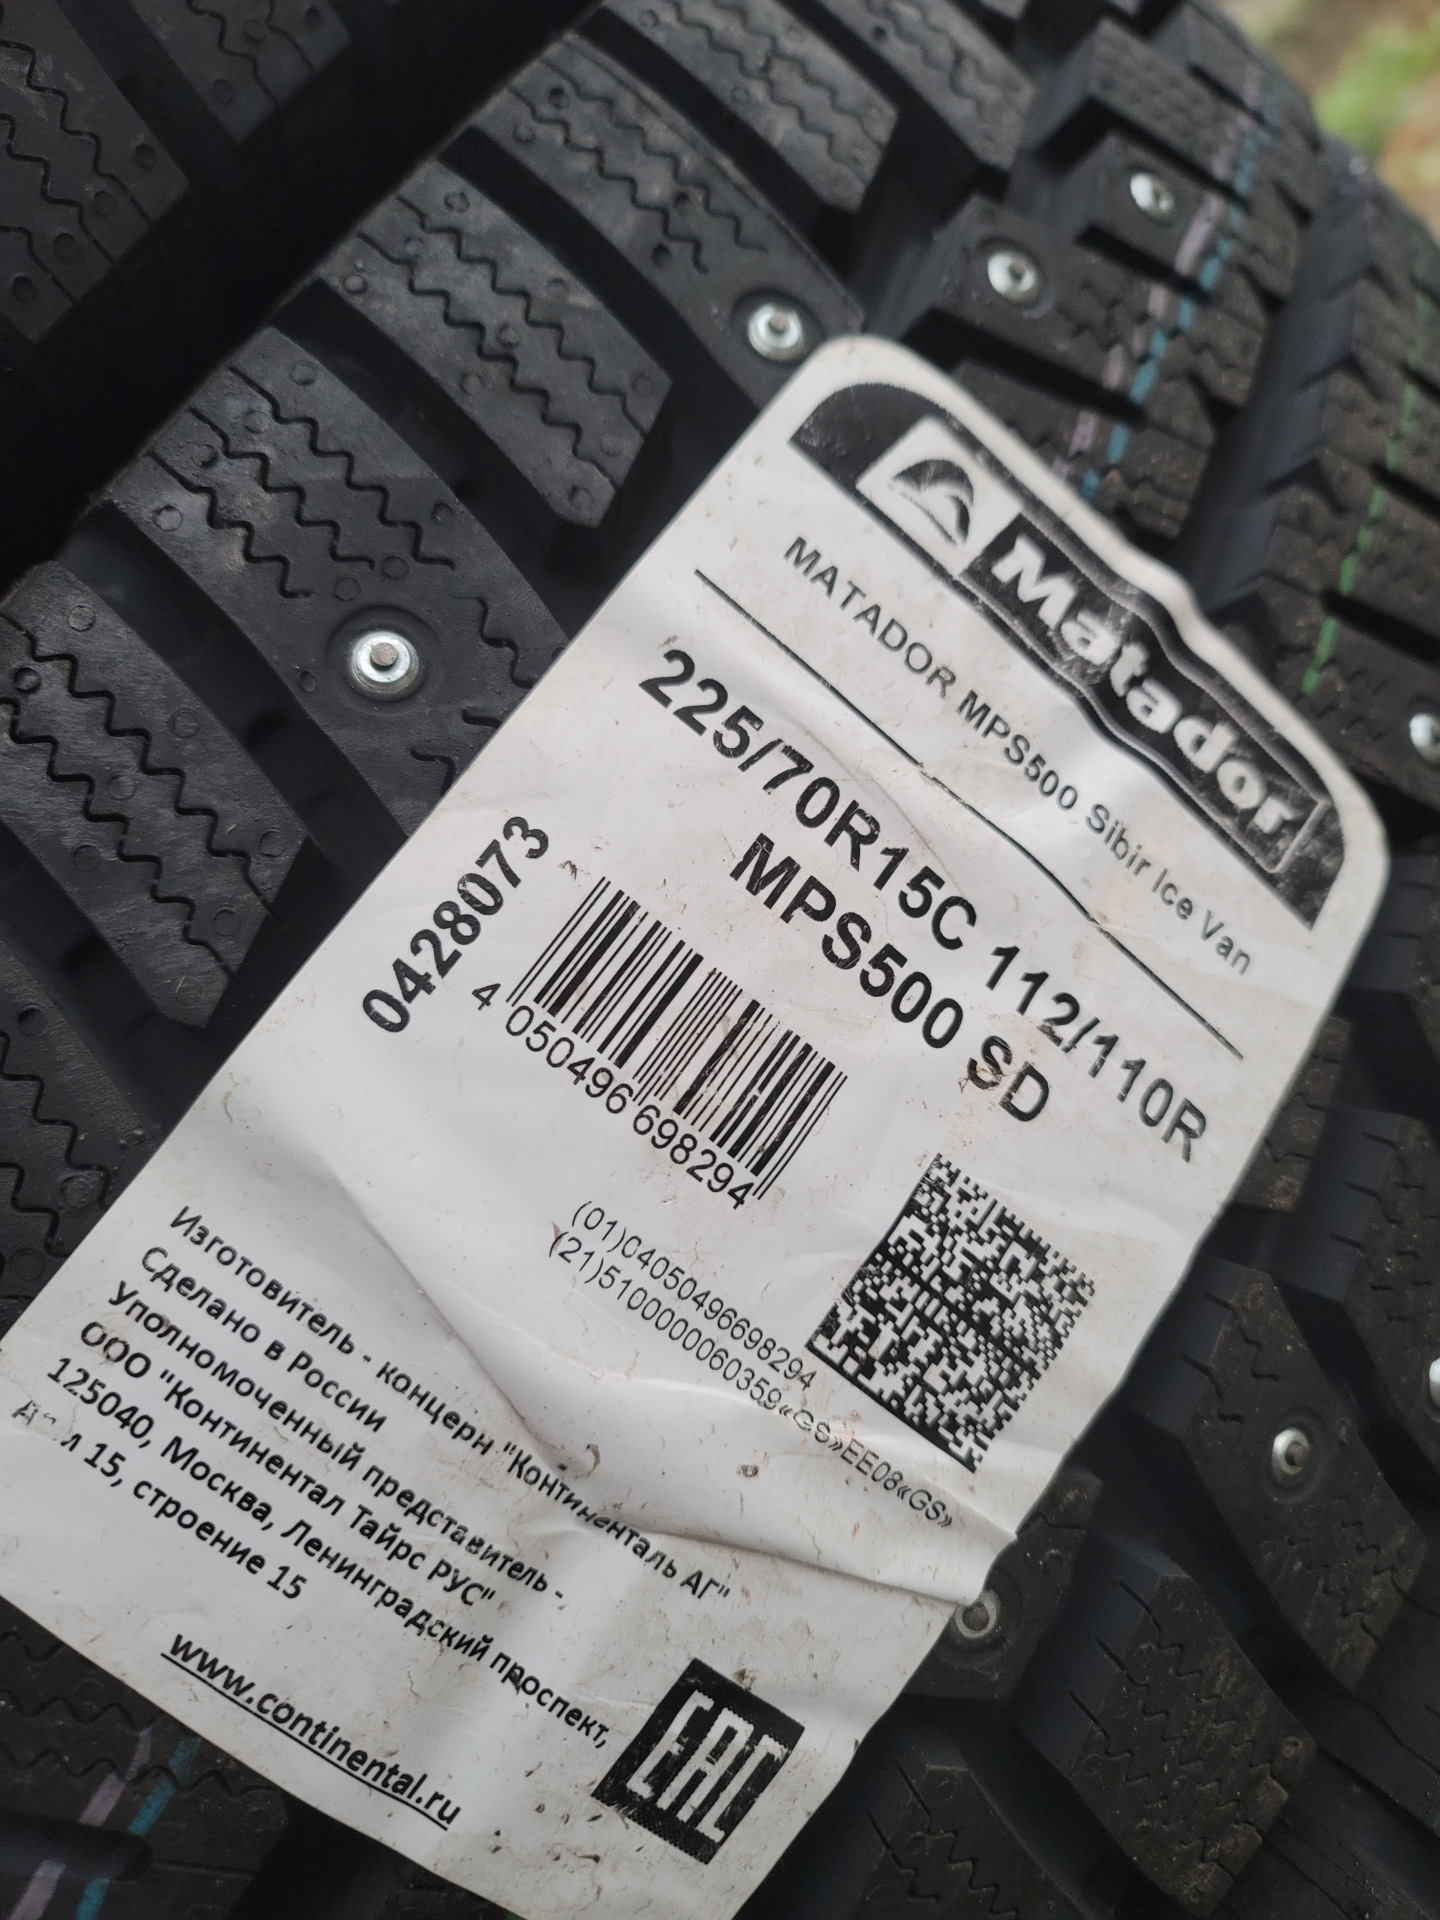 Matador
MATADOR MPS500 Sibir Ice Van
225/70R15C 112/110R
MPS500 SD
0428073
4 050496 698294
(01)04050496698294
(21)5100000060359«GS»EE08«GS»
Изготовитель - концерн "Континенталь АГ"
Сделано в России
Уполномоченный представитель -
ООО "Континентал Тайрс РУС"
125040, Москва, Ленинградский проспект,
15, строение 15
www.continental.ru
EAC